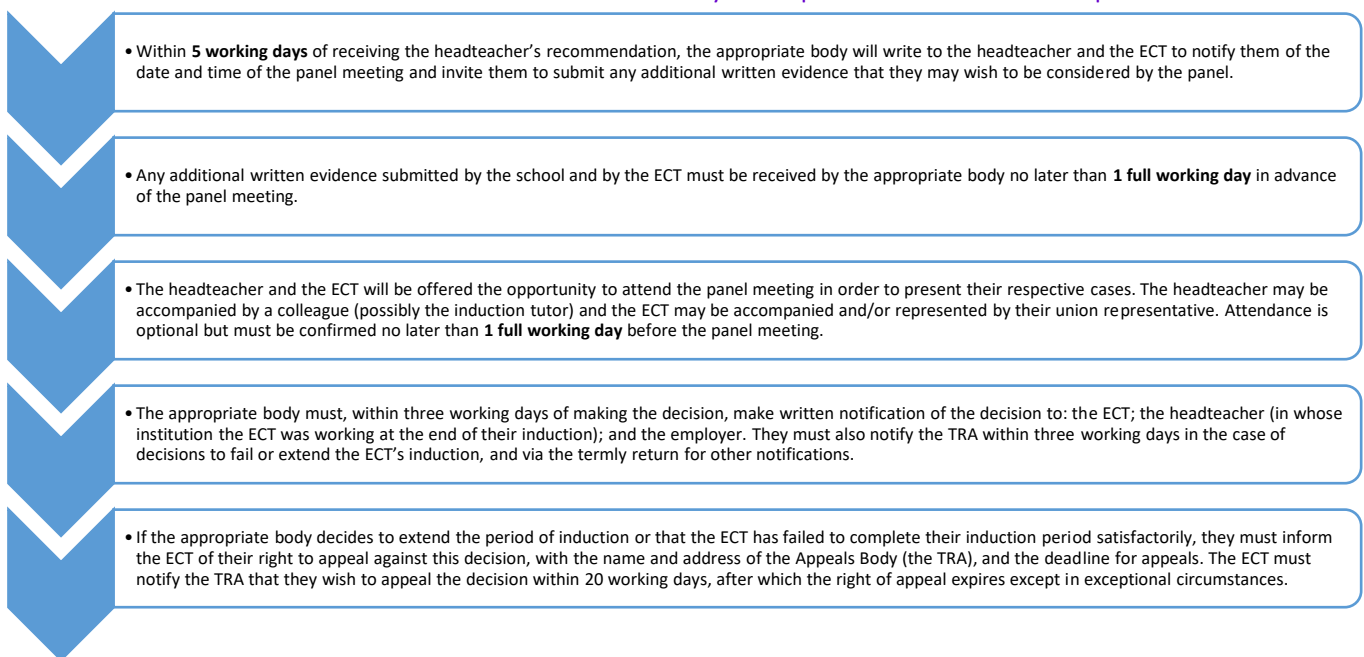 • Within 5 working days of receiving the headteacher’s recommendation, the appropriate body will write to the headteacher and the ECT to notify them of the
date and time of the panel meeting and invite them to submit any additional written evidence that they may wish to be considered by the panel.
• Any additional written evidence submitted by the school and by the ECT must be received by the appropriate body no later than 1 full working day in advance
of the panel meeting.
• The headteacher and the ECT will be offered the opportunity to attend the panel meeting in order to present their respective cases. The headteacher may be
accompanied by a colleague (possibly the induction tutor) and the ECT may be accompanied and/or represented by their union representative. Attendance is
optional but must be confirmed no later than 1 full working day before the panel meeting.
• The appropriate body must, within three working days of making the decision, make written notification of the decision to: the ECT; the headteacher (in whose
institution the ECT was working at the end of their induction); and the employer. They must also notify the TRA within three working days in the case of
decisions to fail or extend the ECT’s induction, and via the termly return for other notifications.
• If the appropriate body decides to extend the period of induction or that the ECT has failed to complete their induction period satisfactorily, they must inform
the ECT of their right to appeal against this decision, with the name and address of the Appeals Body (the TRA), and the deadline for appeals. The ECT must
notify the TRA that they wish to appeal the decision within 20 working days, after which the right of appeal expires except in exceptional circumstances.